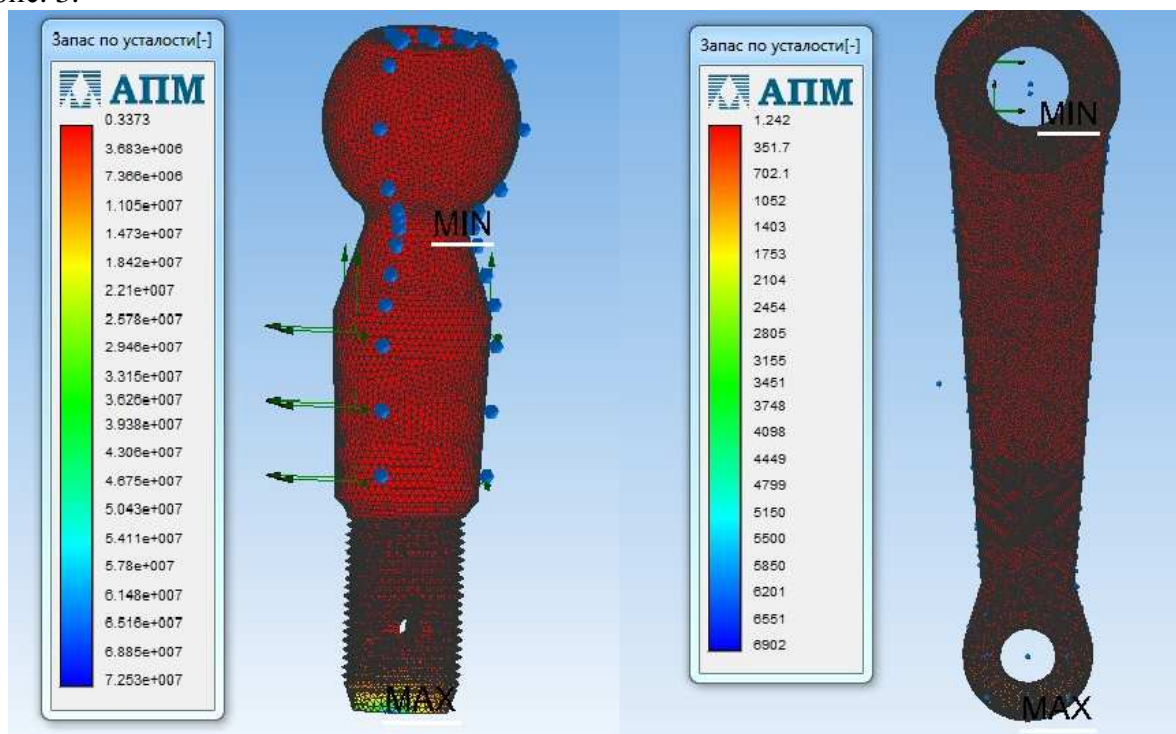 рис. 3.
Запас по усталости[-]
АПМ
0.3373
3.683e+006
7.366e+006
1.105e+007
1.473e+007
1.842e+007
2.21e+007
2.578e+007
2.946e+007
3.315e+007
3.626e+007
3.938e+007
4.306e+007
4.675e+007
5.043e+007
5.411e+007
5.78e+007
6.148e+007
6.516e+007
6.885e+007
7.253e+007
MIN
MAX
Запас по усталости[-]
АПМ
1.242
351.7
702.1
1052
1403
1753
2104
2454
2805
3155
3451
3748
4098
4449
4799
5150
5500
5850
6201
6551
6902
MIN
MAX